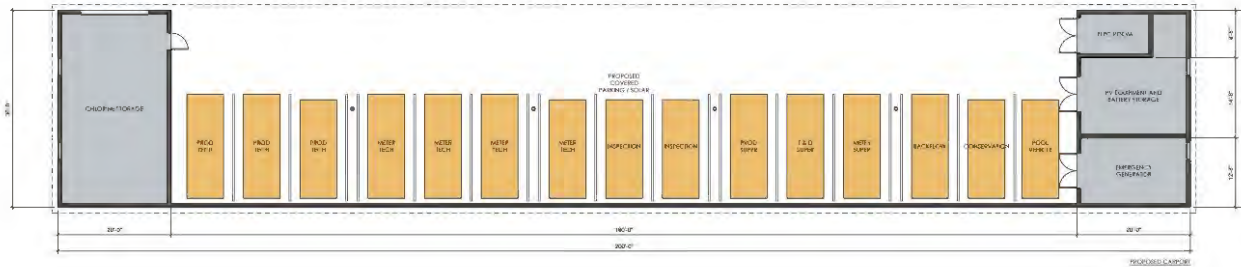 ELEC ROOM
CHLORINE STORAGE
PROPOSED
COVERED
PARKING / SOLAR
PV EQUIPMENT AND
BATTERY STORAGE
PROD
TECH
PROD
TECH
METER
TECH
METER
TECH
METER
TECH
METER
TECH
INSPECTION
INSPECTION
PROD
SUPER
T & D
SUPER
METER
SUPER
BACKFLOW
CONSERVATION
POOL
VEHICLE
EMERGENCY
GENERATOR
20'-0"
160'-0"
20'-0"
200'-0"
PROPOSED CARPORT